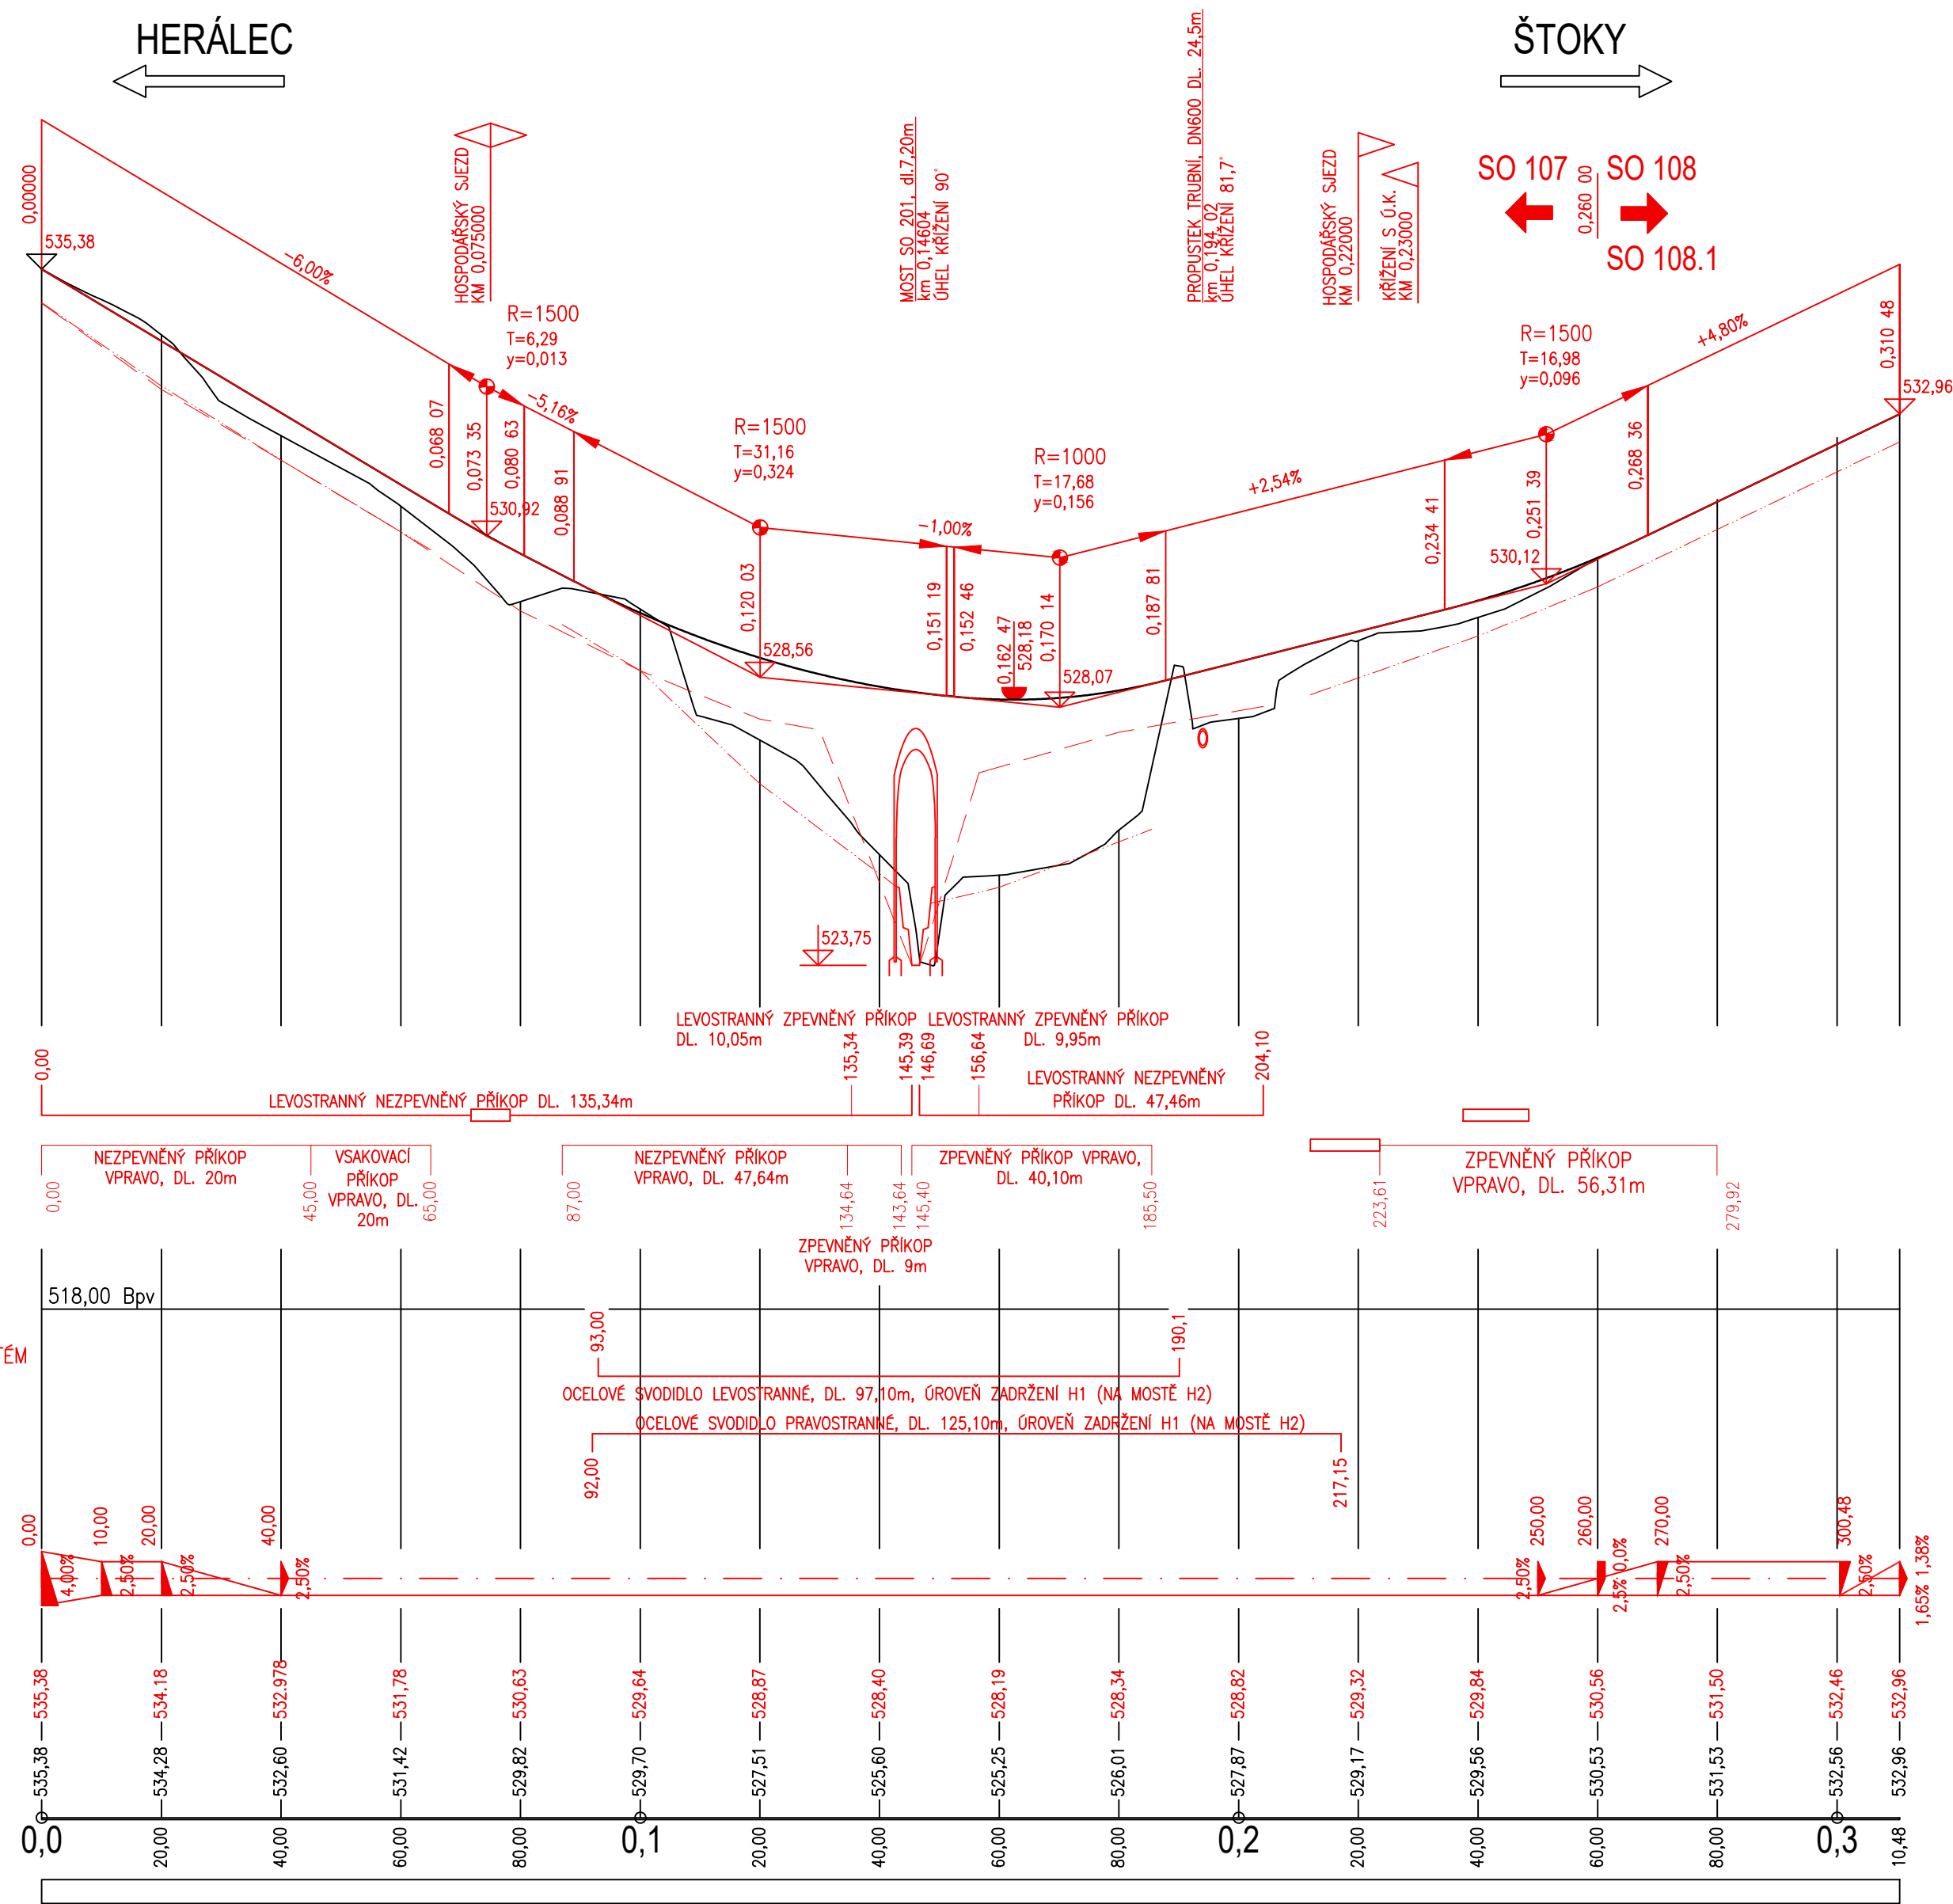 HERÁLEC
ŠTOKY
0,00000
535,38
-6,00%
HOSPODÁŘSKÝ SJEZD
KM 0,075000
R=1500
T=6,29
y=0,013
-5,16%
0,068 07
0,073 35
530,92
0,080 63
0,088 91
R=1500
T=31,16
y=0,324
0,120 03
528,56
MOST SO 201, dl.7,20m
km 0,14604
ÚHEL KŘÍŽENÍ 90°
-1,00%
0,151 19
0,152 46
0,162 47
528,18
0,170 14
528,07
R=1000
T=17,68
y=0,156
0,187 81
PROPUSTEK TRUBNÍ, DN600 DL. 24,5m
km 0,194 02
ÚHEL KŘÍŽENÍ 81,7°
+2,54%
HOSPODÁŘSKÝ SJEZD
KM 0,22000
KŘÍŽENÍ S Ú.K.
KM 0,23000
SO 107
0,260 00
SO 108
SO 108.1
R=1500
T=16,98
y=0,096
+4,80%
0,234 41
0,251 39
530,12
0,268 36
0,310 48
532,96
523,75
LEVOSTRANNÝ ZPEVNĚNÝ PŘÍKOP
DL. 10,05m
LEVOSTRANNÝ ZPEVNĚNÝ PŘÍKOP
DL. 9,95m
0,00
135,34
145,39
146,69
156,64
204,10
LEVOSTRANNÝ NEZPEVNĚNÝ PŘÍKOP DL. 135,34m
LEVOSTRANNÝ NEZPEVNĚNÝ
PŘÍKOP DL. 47,46m
NEZPEVNĚNÝ PŘÍKOP
VPRAVO, DL. 20m
VSAKOVACÍ
PŘÍKOP
VPRAVO, DL.
20m
NEZPEVNĚNÝ PŘÍKOP
VPRAVO, DL. 47,64m
ZPEVNĚNÝ PŘÍKOP VPRAVO,
DL. 40,10m
ZPEVNĚNÝ PŘÍKOP
VPRAVO, DL. 56,31m
0,00
45,00
65,00
87,00
134,64
143,64
145,40
185,50
223,61
279,92
ZPEVNĚNÝ PŘÍKOP
VPRAVO, DL. 9m
518,00 Bpv
TÉM
93,00
190,1
OCELOVÉ SVODIDLO LEVOSTRANNÉ, DL. 97,10m, ÚROVEŇ ZADRŽENÍ H1 (NA MOSTĚ H2)
OCELOVÉ SVODIDLO PRAVOSTRANNÉ, DL. 125,10m, ÚROVEŇ ZADRŽENÍ H1 (NA MOSTĚ H2)
92,00
217,15
0,00
10,00
20,00
40,00
250,00
260,00
270,00
300,48
4,00%
2,50%
2,50%
2,50%
2,50%
2,5% 0,0%
2,50%
2,50%
1,65% 1,38%
535,38
534.18
532.978
531,78
530,63
529,64
528,87
528,40
528,19
528,34
528,82
529,32
529,84
530,56
531,50
532,46
532,96
535,38
534,28
532,60
531,42
529,82
529,70
527,51
525,60
525,25
526,01
527,87
529,17
529,56
530,53
531,53
532,56
532,96
0,0
20,00
40,00
60,00
80,00
0,1
20,00
40,00
60,00
80,00
0,2
20,00
40,00
60,00
80,00
0,3
10,48